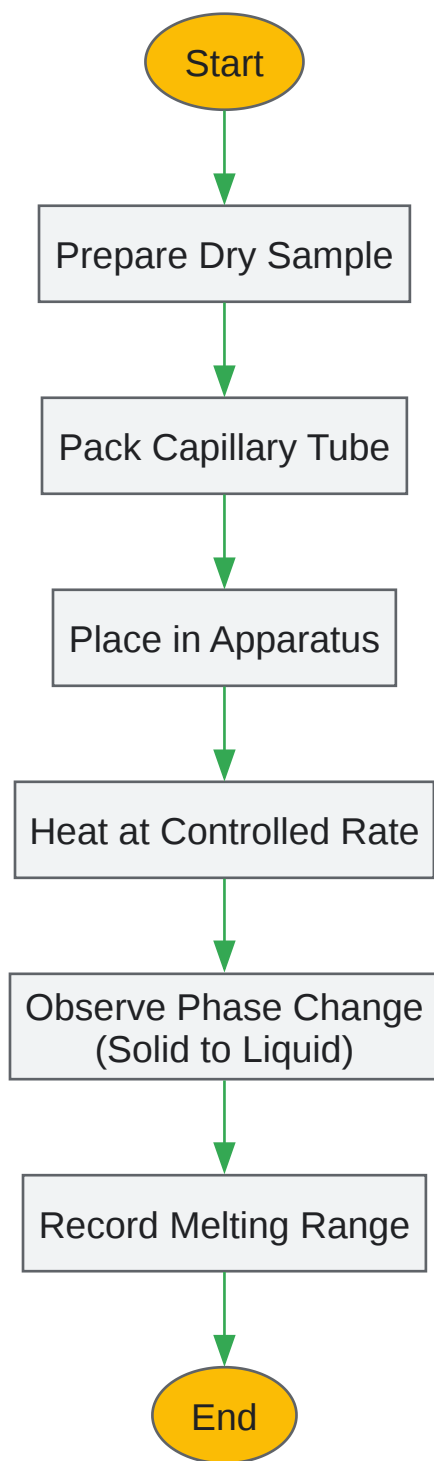 Start
Prepare Dry Sample
Pack Capillary Tube
Place in Apparatus
Heat at Controlled Rate
Observe Phase Change
(Solid to Liquid)
Record Melting Range
End